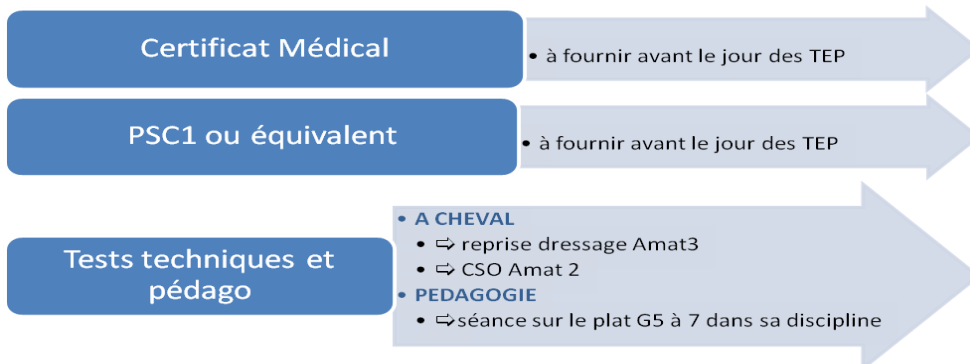 Certificat Médical
• à fournir avant le jour des TEP
PSC1 ou équivalent
• à fournir avant le jour des TEP
Tests techniques et
pédago
• A CHEVAL
• ⇨ reprise dressage Amat3
• ⇨ CSO Amat 2
• PEDAGOGIE
• ⇨séance sur le plat G5 à 7 dans sa discipline